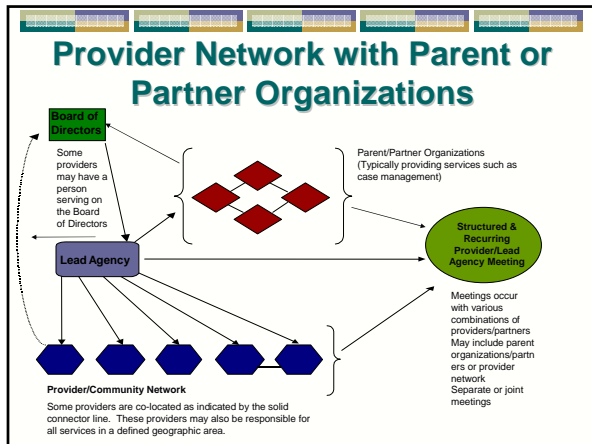 Provider Network with Parent or
Partner Organizations
Board of
Directors
Some
providers
may have a
person
serving on
the Board
of Directors
Parent/Partner Organizations
(Typically providing services such as
case management)
Structured &
Recurring
Provider/Lead
Agency Meeting
Lead Agency
Meetings occur
with various
combinations of
providers/partners
May include parent
organizations/partn
ers or provider
network
Separate or joint
meetings
Provider/Community Network
Some providers are co-located as indicated by the solid
connector line. These providers may also be responsible for
all services in a defined geographic area.